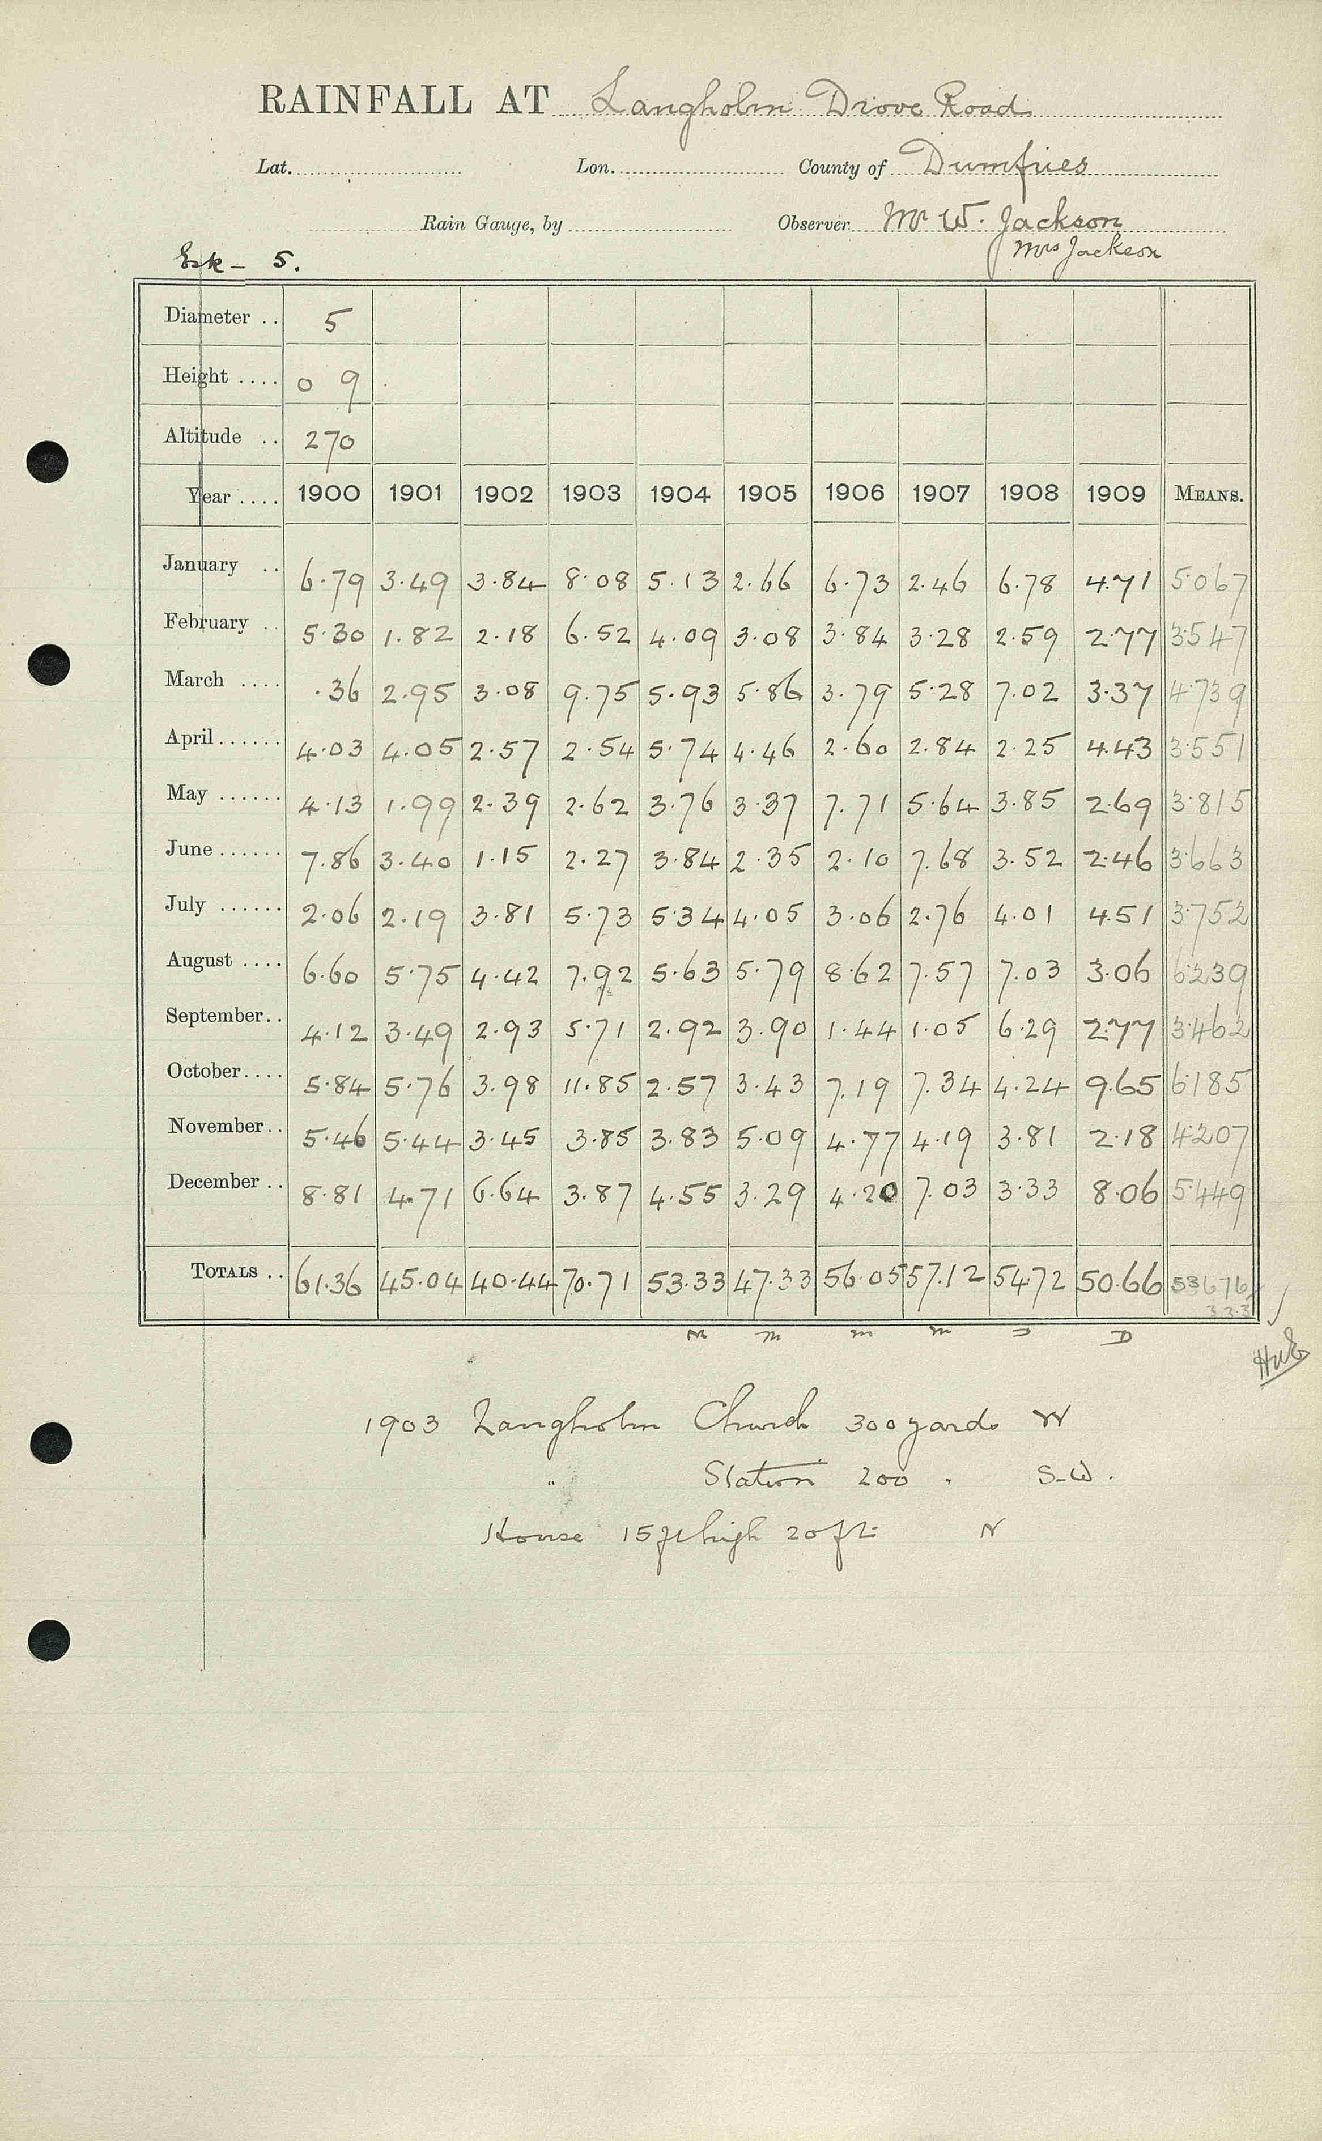 RAINFALL AT Langholm Drove Road
Lat. Lon. County of Dumfries
Rain Gauge, by Observer Mr W. Jackson
Esk - 5. Mrs Jackson
Diameter .. 5
Height .... 0 9
Altitude .. 270
Year .... 1900 1901 1902 1903 1904 1905 1906 1907 1908 1909 MEANS.
January .. 6.79 3.49 3.84 8.08 5.13 2.66 6.73 2.46 6.78 4.71 5.067
February .. 5.30 1.82 2.18 6.52 4.09 3.08 3.84 3.28 2.59 2.77 3.547
March .... .36 2.95 3.08 9.75 5.93 5.86 3.79 5.28 7.02 3.37 4.739
April ...... 4.03 4.05 2.57 2.54 5.74 4.46 2.60 2.84 2.25 4.43 3.551
May ...... 4.13 1.99 2.39 2.62 3.76 3.37 7.71 5.64 3.85 2.69 3.815
June ...... 7.86 3.40 1.15 2.27 3.84 2.35 2.10 7.68 3.52 2.46 3.663
July ...... 2.06 2.19 3.81 5.73 5.34 4.05 3.06 2.76 4.01 4.51 3.752
August .... 6.60 5.75 4.42 7.92 5.63 5.79 8.62 7.57 7.03 3.06 6.239
September .. 4.12 3.49 2.93 5.71 2.92 3.90 1.44 1.05 6.29 2.77 3.462
October .... 5.84 5.76 3.98 11.85 2.57 3.43 7.19 7.34 4.24 9.65 6.185
November .. 5.46 5.44 3.45 3.85 3.83 5.09 4.77 4.19 3.81 2.18 4.207
December .. 8.81 4.71 6.64 3.87 4.55 3.29 4.20 7.03 3.33 8.06 5.449
TOTALS .. 61.36 45.04 40.44 70.71 53.33 47.33 56.05 57.12 54.72 50.66 53.676
3.2.3
M M M M J D
1903 Langholm Church 300 yards W
" Station 200 " S-W.
House 15 ft high 20 ft N